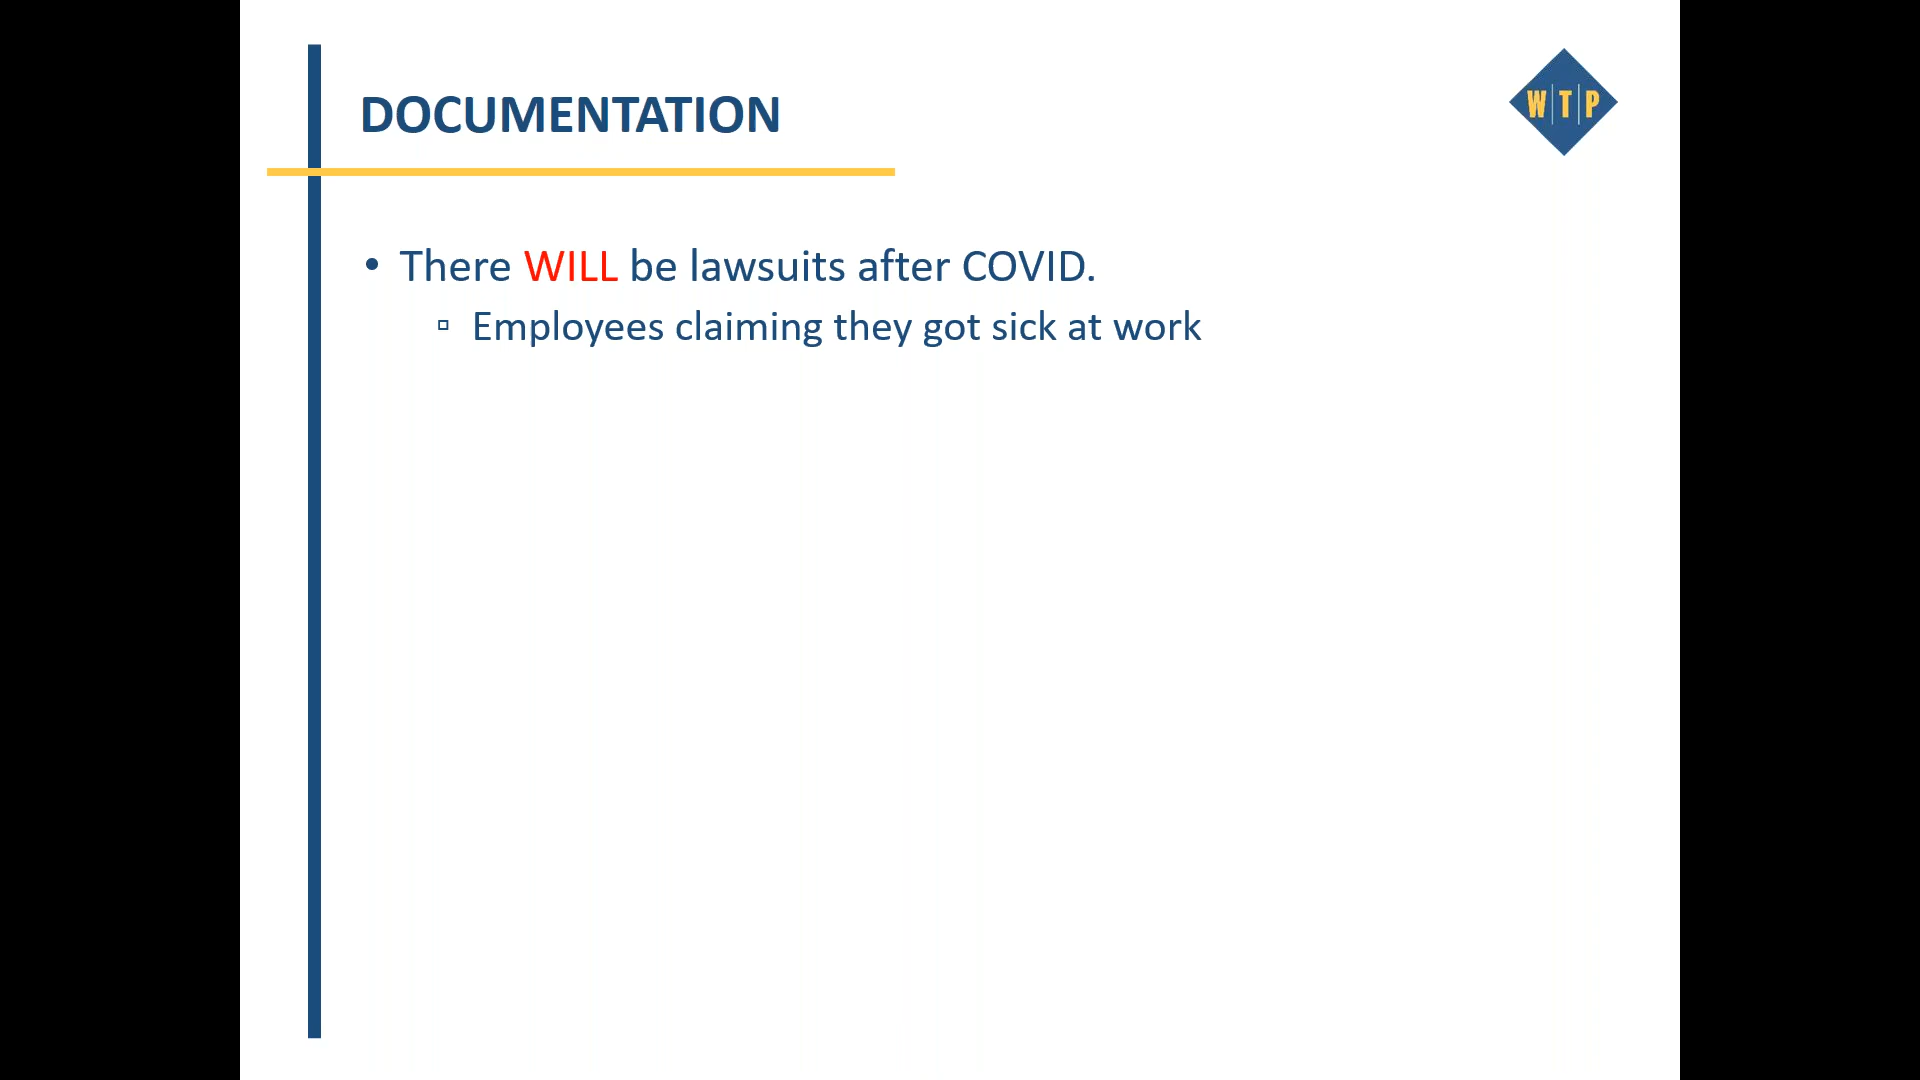 DOCUMENTATION
W|T|P
• There WILL be lawsuits after COVID.
▫ Employees claiming they got sick at work